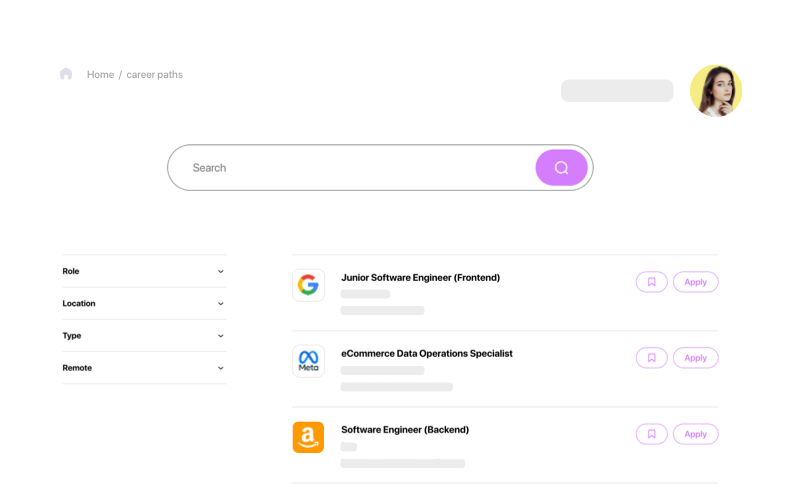 Home / career paths
Search
Role
Location
Type
Remote
Junior Software Engineer (Frontend)
Apply
Meta
eCommerce Data Operations Specialist
Apply
Software Engineer (Backend)
Apply